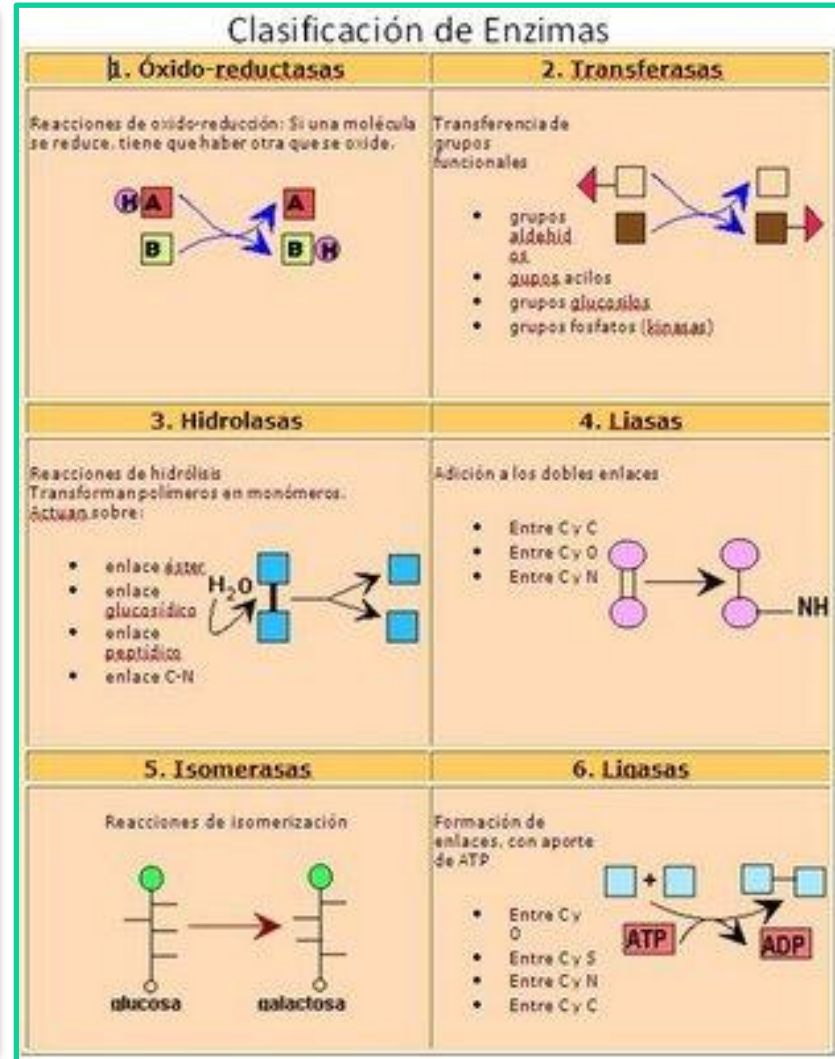 Clasificación de Enzimas
1. Óxido-reductasas
Reacciones de oxido-reducción: Si una molécula
se reduce, tiene que haber otra que se oxide.
H A
A
B
B H
2. Transferasas
Transferencia de
grupos
funcionales
• grupos
aldehid
os
• gupos acilos
• grupos glucosilos
• grupos fosfatos (kinasas)
3. Hidrolasas
Reacciones de hidrólisis
Transforman polímeros en monómeros.
Actuan sobre:
• enlace éster
• enlace
glucosídico
• enlace
peptídico
• enlace C-N
H2O
4. Liasas
Adición a los dobles enlaces
• Entre C y C
• Entre C y O
• Entre C y N
NH
5. Isomerasas
Reacciones de isomerización
glucosa
galactosa
6. Ligasas
Formación de
enlaces, con aporte
de ATP
• Entre C y
O
• Entre C y S
• Entre C y N
• Entre C y C
+
ATP
ADP